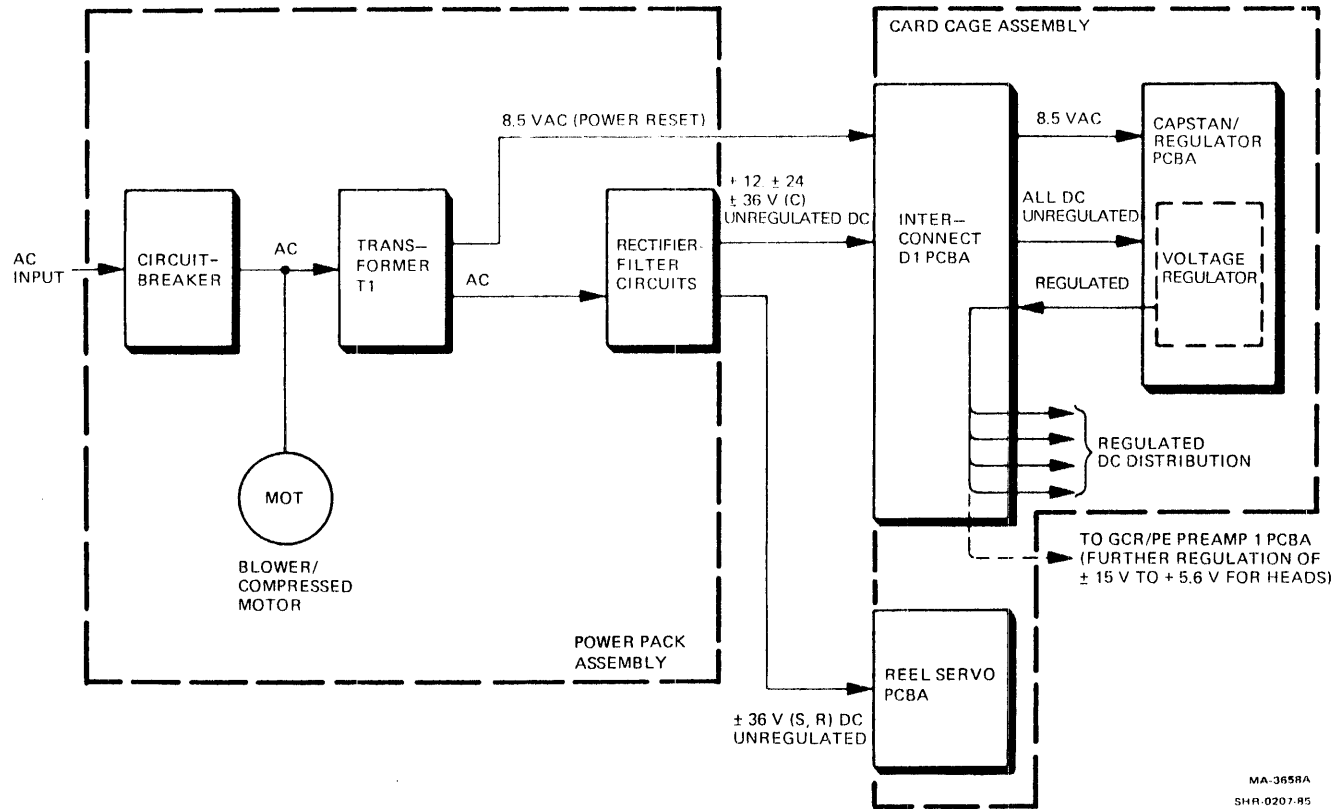 CARD CAGE ASSEMBLY
8.5 VAC (POWER RESET)
8.5 VAC
CAPSTAN/
REGULATOR
PCBA
+ 12. ± 24
± 36 V (C)
UNREGULATED DC
ALL DC
UNREGULATED
INTER—
CONNECT
D1 PCBA
AC
INPUT
CIRCUIT-
BREAKER
AC
TRANS—
FORMER
T1
AC
RECTIFIER-
FILTER
CIRCUITS
VOLTAGE
REGULATOR
REGULATED
REGULATED
DC DISTRIBUTION
MOT
BLOWER/
COMPRESSED
MOTOR
TO GCR/PE PREAMP 1 PCBA
(FURTHER REGULATION OF
± 15 V TO + 5.6 V FOR HEADS)
POWER PACK
ASSEMBLY
REEL SERVO
PCBA
± 36 V (S, R) DC
UNREGULATED
MA-3658A
SHR-0207-85